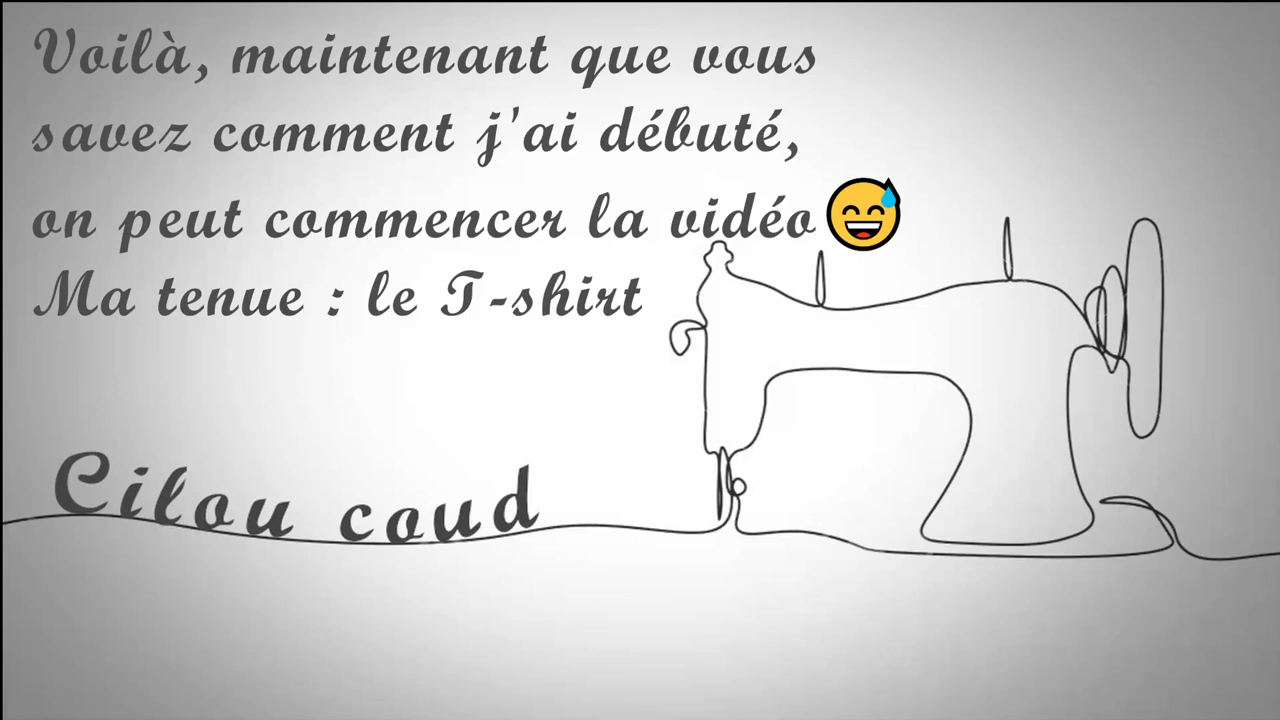 Voilà, maintenant que vous
savez comment j'ai débuté,
on peut commencer la vidéo😅
Ma tenue : le T-shirt
Cilou coud